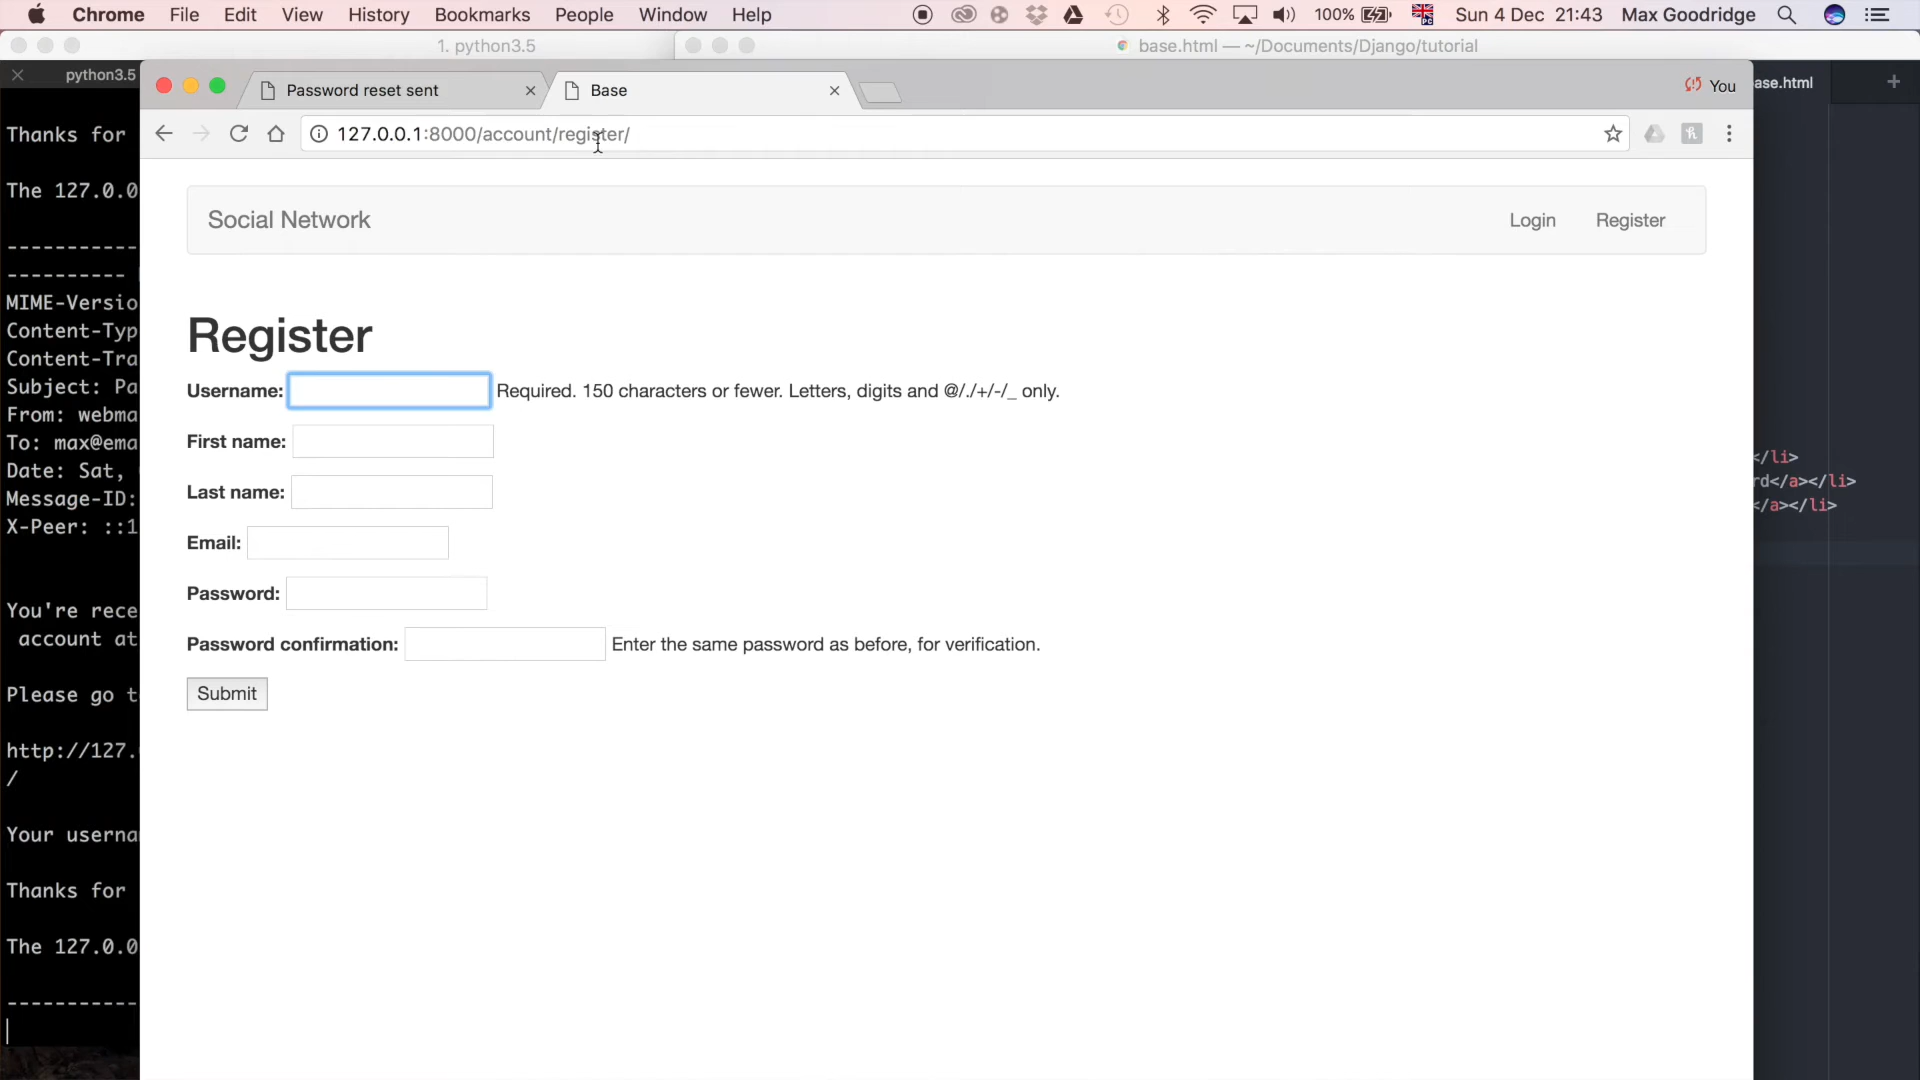 Chrome File Edit View History Bookmarks People Window Help 100% Sun 4 Dec 21:43 Max Goodridge
1. python3.5
base.html — ~/Documents/Django/tutorial
python3.5
Password reset sent
Base
You
ase.html
127.0.0.1:8000/account/register/
Thanks for
The 127.0.0
------------
----------
MIME-Versio
Content-Typ
Content-Tra
Subject: Pa
From: webma
To: max@ema
Date: Sat,
Message-ID:
X-Peer: ::1
You're rece
account at
Please go t
http://127.
/
Your userna
Thanks for
The 127.0.0
------------
Social Network
Login
Register
Register
Username: Required. 150 characters or fewer. Letters, digits and @/./+/-/_ only.
First name:
Last name:
Email:
Password:
Password confirmation: Enter the same password as before, for verification.
Submit
</li>
rd</a></li>
</a></li>